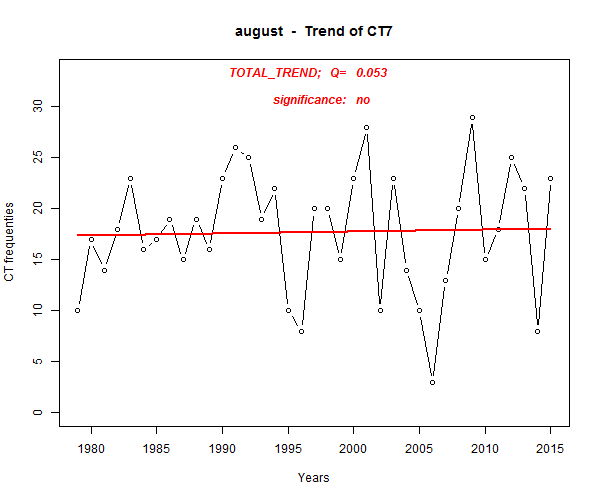 august - Trend of CT7
TOTAL_TREND; Q= 0.053
significance: no
CT frequenties
30
25
20
15
10
5
0
1980 1985 1990 1995 2000 2005 2010 2015
Years